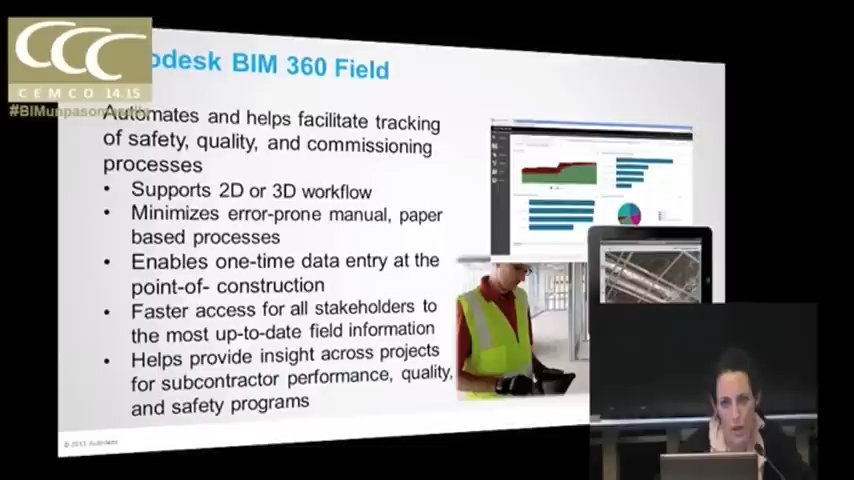 CCC
CEMCO 14.15
odesk BIM 360 Field
Automates and helps facilitate tracking
of safety, quality, and commissioning
processes
• Supports 2D or 3D workflow
• Minimizes error-prone manual, paper
based processes
• Enables one-time data entry at the
point-of- construction
• Faster access for all stakeholders to
the most up-to-date field information
• Helps provide insight across projects
for subcontractor performance, quality,
and safety programs
© 2013 Autodesk